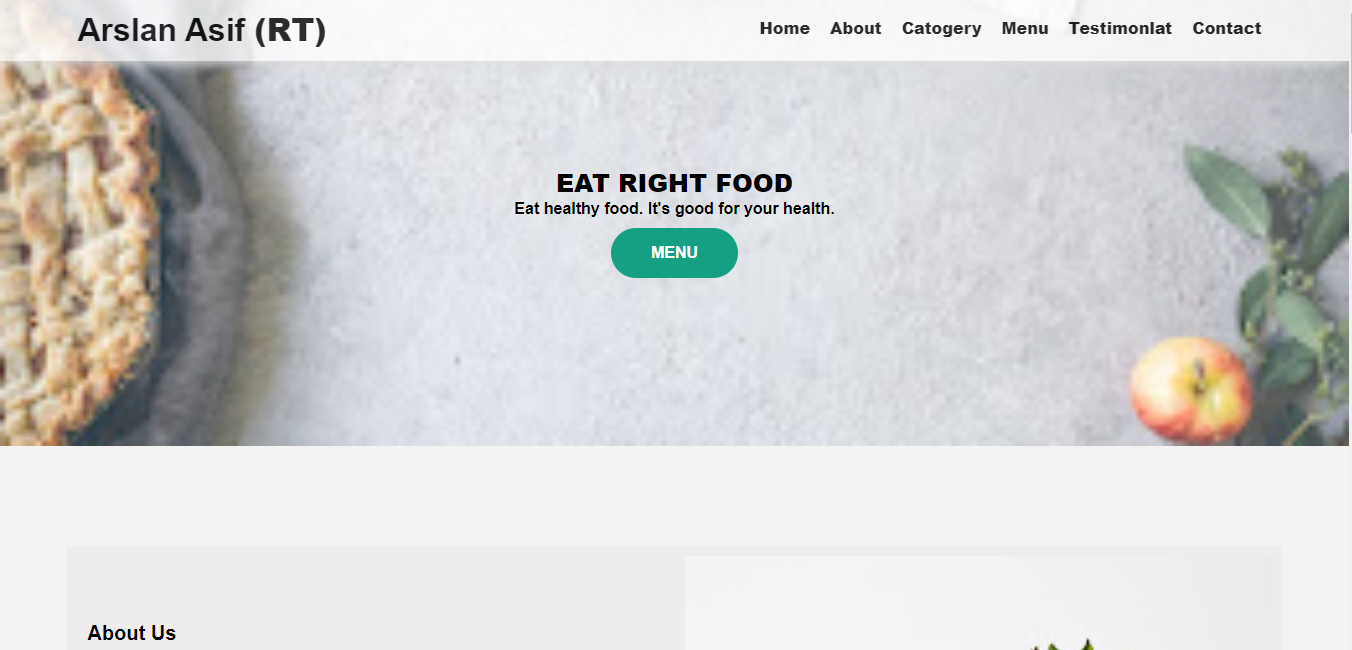 Arslan Asif (RT)
Home About Catogery Menu Testimonlat Contact
EAT RIGHT FOOD
Eat healthy food. It's good for your health.
MENU
About Us